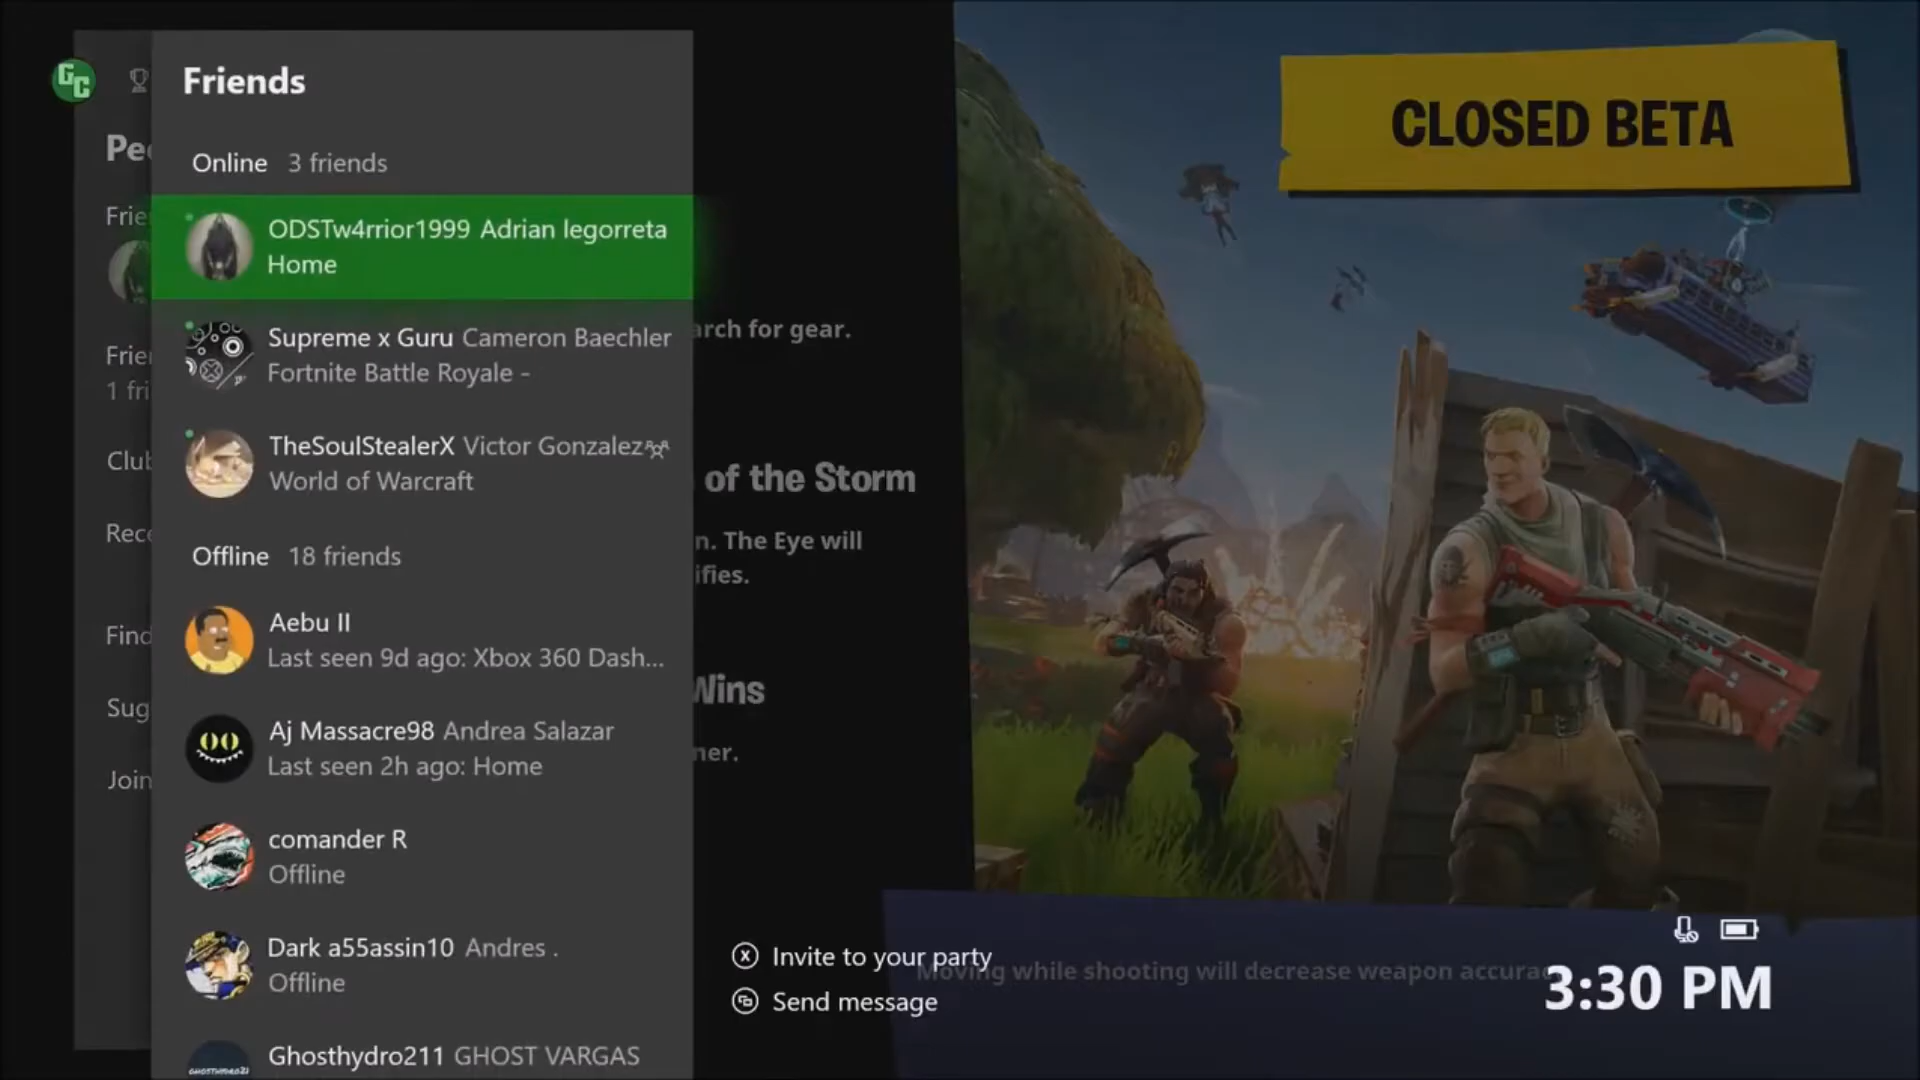 GC
Friends
Online 3 friends
ODSTw4rrior1999 Adrian legorreta
Home
Supreme x Guru Cameron Baechler
Fortnite Battle Royale -
TheSoulStealerX Victor Gonzalez
World of Warcraft
Offline 18 friends
Aebu II
Last seen 9d ago: Xbox 360 Dash...
Aj Massacre98 Andrea Salazar
Last seen 2h ago: Home
comander R
Offline
Dark a55assin10 Andres .
Offline
Ghosthydro211 GHOST VARGAS
Pe
Frie
Frie
1 fri
Club
Rece
Find
Sug
Join
arch for gear.
of the Storm
n. The Eye will
ifies.
Wins
ner.
CLOSED BETA
Invite to your party
Send message
Moving while shooting will decrease weapon accura
3:30 PM